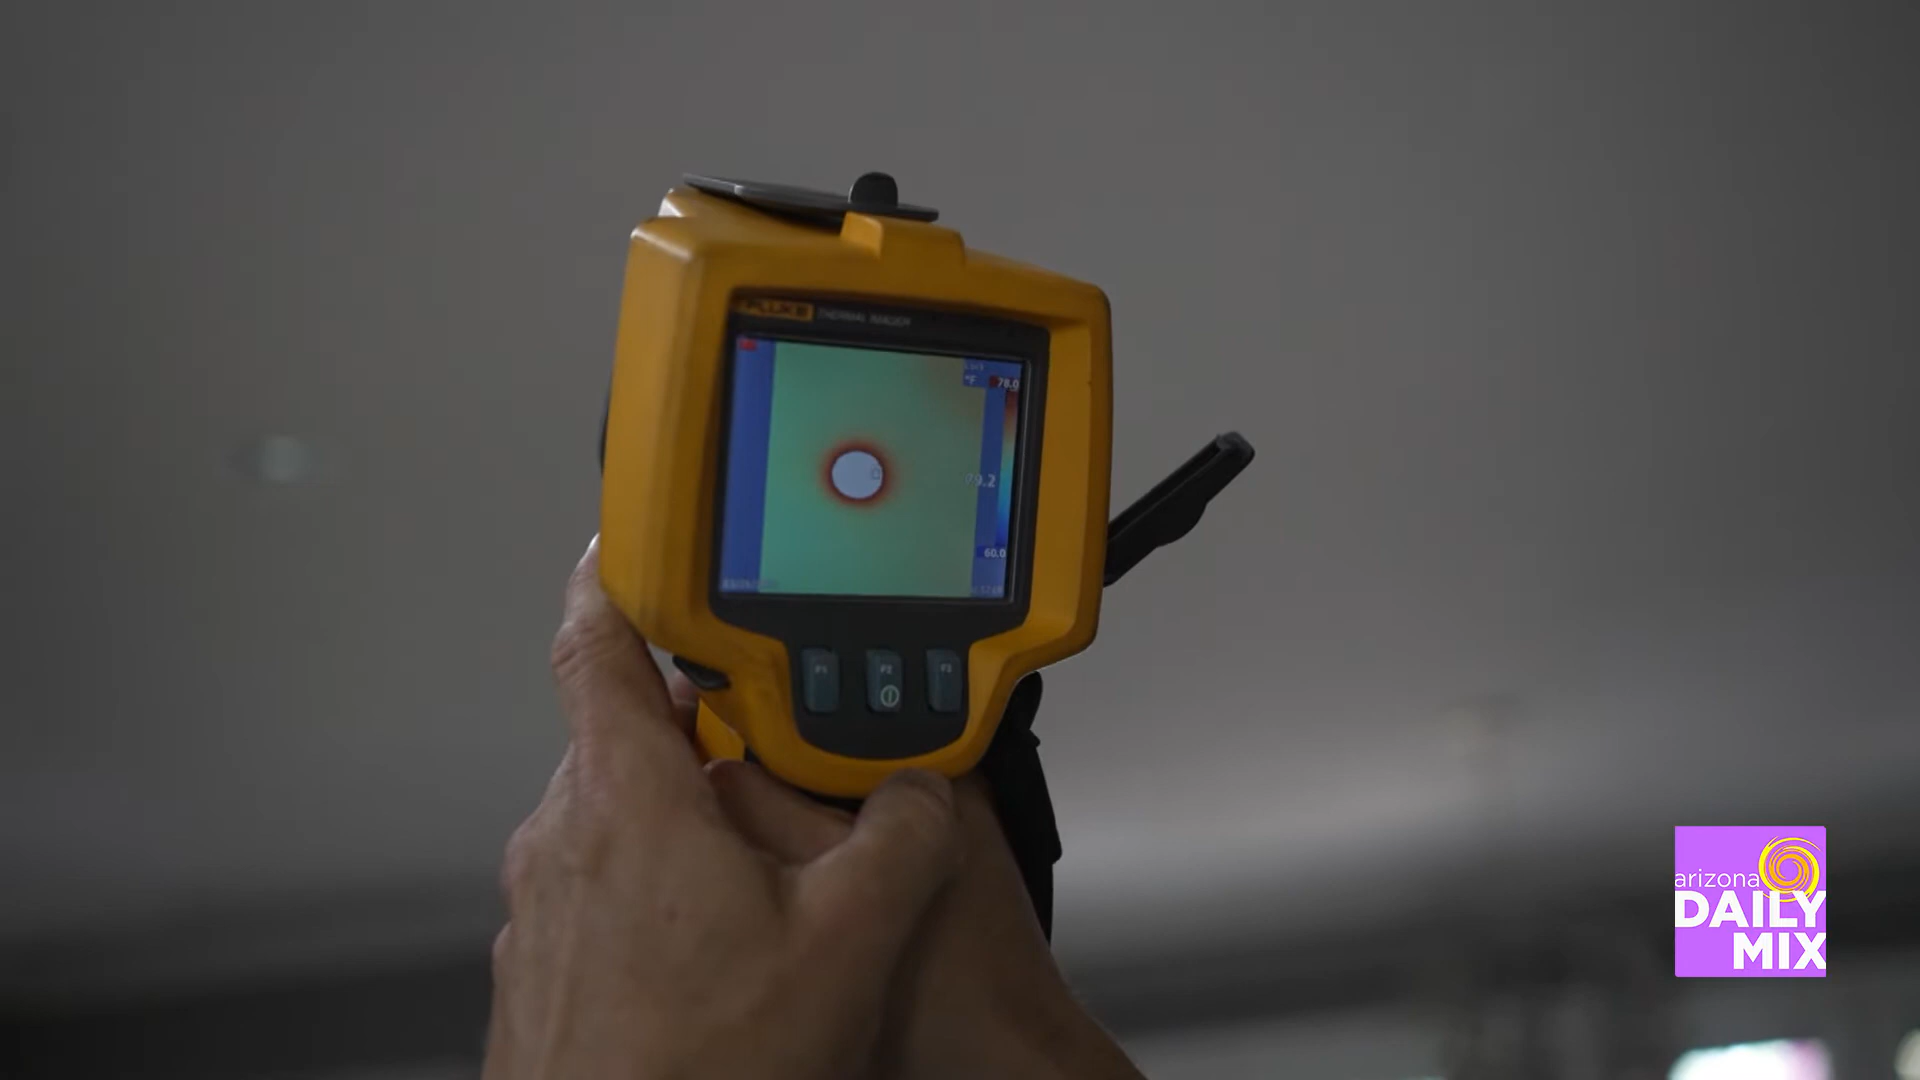 FLUKE THERMAL IMAGER
°F 78.0
79.2
60.0
F1 F2 F3
arizona
DAILY
MIX